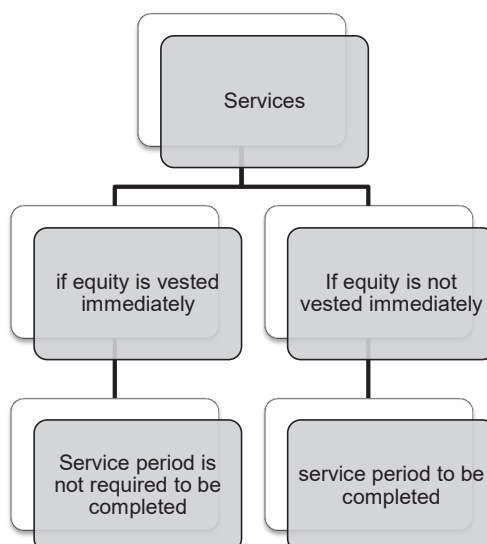 Services
if equity is vested
immediately
If equity is not
vested immediately
Service period is
not required to be
completed
service period to be
completed